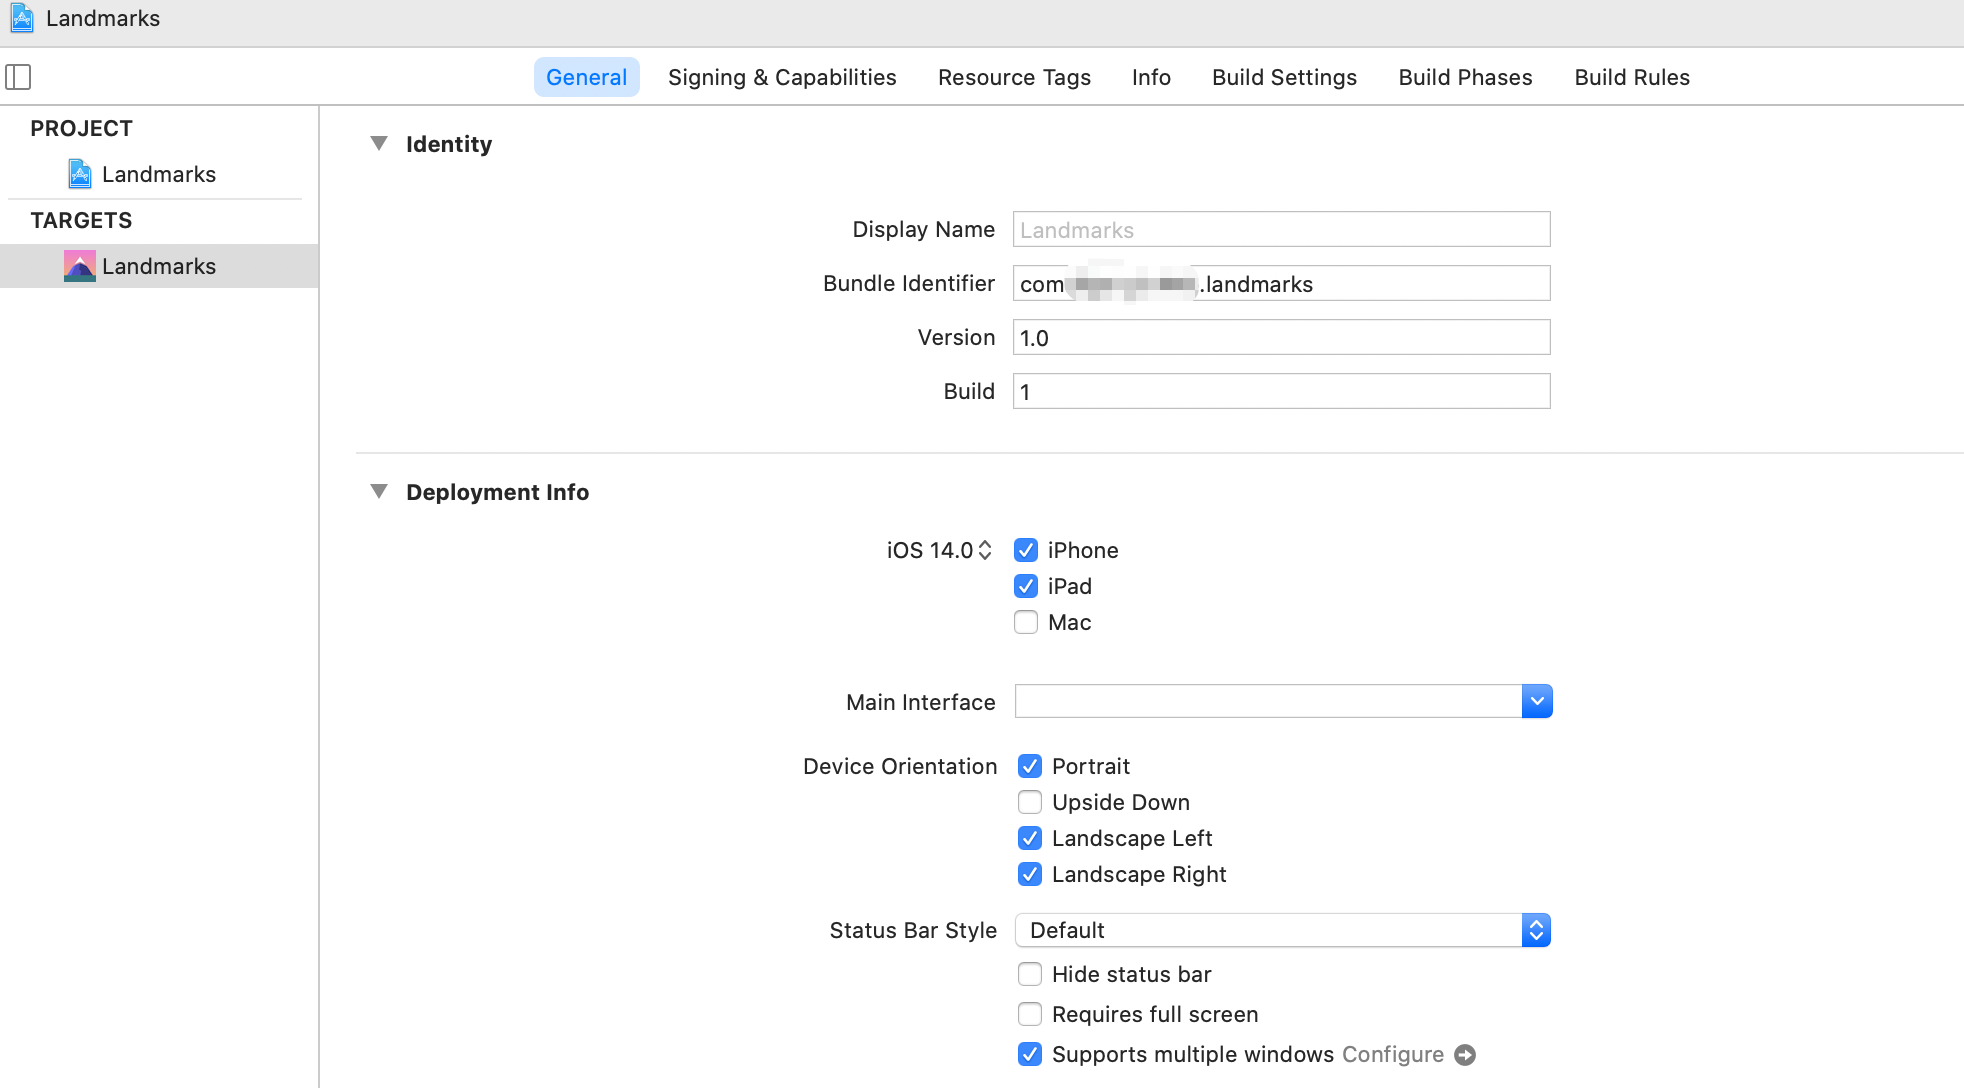 Landmarks
General Signing & Capabilities Resource Tags Info Build Settings Build Phases Build Rules
PROJECT
Landmarks
TARGETS
Landmarks
Identity
Display Name Landmarks
Bundle Identifier com .landmarks
Version 1.0
Build 1
Deployment Info
iOS 14.0 iPhone
iPad
Mac
Main Interface
Device Orientation Portrait
Upside Down
Landscape Left
Landscape Right
Status Bar Style Default
Hide status bar
Requires full screen
Supports multiple windows Configure